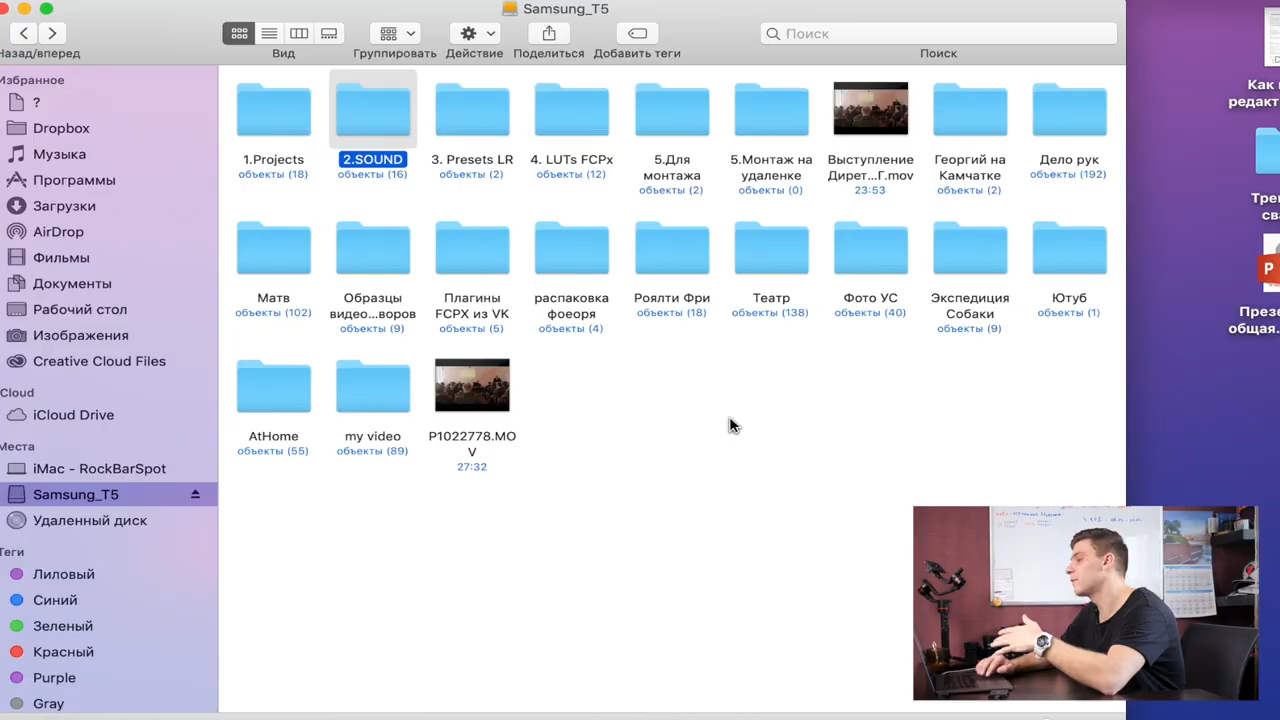 Samsung_T5
Назад/вперед
Вид
Группировать
Действие
Поделиться
Добавить теги
Поиск
Поиск
Избранное
?
Dropbox
Музыка
Программы
Загрузки
AirDrop
Фильмы
Документы
Рабочий стол
Изображения
Creative Cloud Files
Cloud
iCloud Drive
Места
iMac - RockBarSpot
Samsung_T5
Удаленный диск
Теги
Лиловый
Синий
Зеленый
Красный
Purple
Gray
1.Projects
объекты (18)
2.SOUND
объекты (16)
3. Presets LR
объекты (2)
4. LUTs FCPx
объекты (12)
5.Для
монтажа
объекты (2)
5.Монтаж на
удаленке
объекты (0)
Выступление
Дирет...Г.mov
23:53
Георгий на
Камчатке
объекты (2)
Дело рук
объекты (192)
Матв
объекты (102)
Образцы
видео...воров
объекты (9)
Плагины
FCPX из VK
объекты (5)
распаковка
фоеоря
объекты (4)
Роялти Фри
объекты (18)
Театр
объекты (138)
Фото УС
объекты (40)
Экспедиция
Собаки
объекты (9)
Ютуб
объекты (1)
AtHome
объекты (55)
my video
объекты (89)
P1022778.MO
V
27:32
Как
редакт
Тре
сва
P
През
общая.